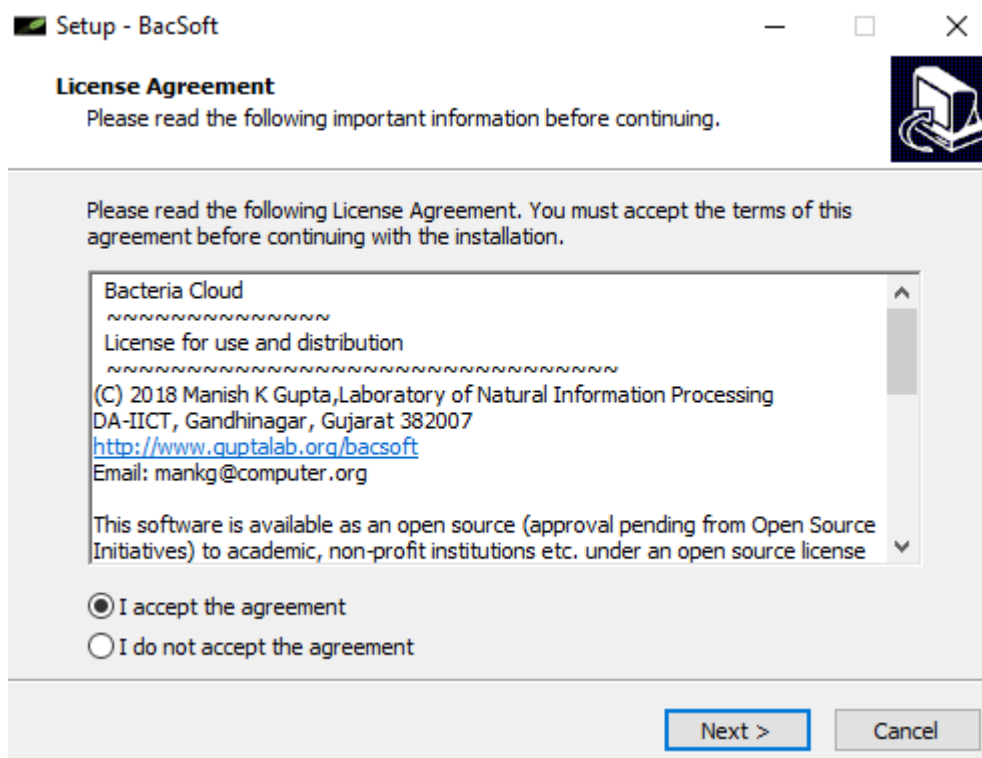 Setup - BacSoft
License Agreement
Please read the following important information before continuing.
Please read the following License Agreement. You must accept the terms of this
agreement before continuing with the installation.
Bacteria Cloud
~~~~~~~~~~~~~~
License for use and distribution
~~~~~~~~~~~~~~~~~~~~~~~~~~~~~~~~
(C) 2018 Manish K Gupta,Laboratory of Natural Information Processing
DA-IICT, Gandhinagar, Gujarat 382007
http://www.guptalab.org/bacsoft
Email: mankg@computer.org
This software is available as an open source (approval pending from Open Source
Initiatives) to academic, non-profit institutions etc. under an open source license
I accept the agreement
I do not accept the agreement
Next >
Cancel